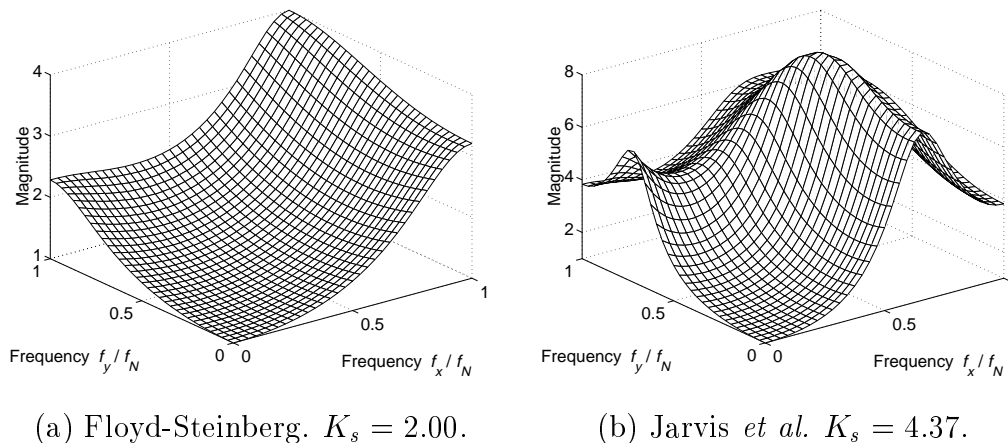 4
3
2
1
Magnitude
1
0.5
0
0
0.5
1
Frequency f_y / f_N
Frequency f_x / f_N
8
6
4
2
Magnitude
1
0.5
0
0
0.5
1
Frequency f_y / f_N
Frequency f_x / f_N
(a) Floyd-Steinberg. K_s = 2.00.
(b) Jarvis et al. K_s = 4.37.